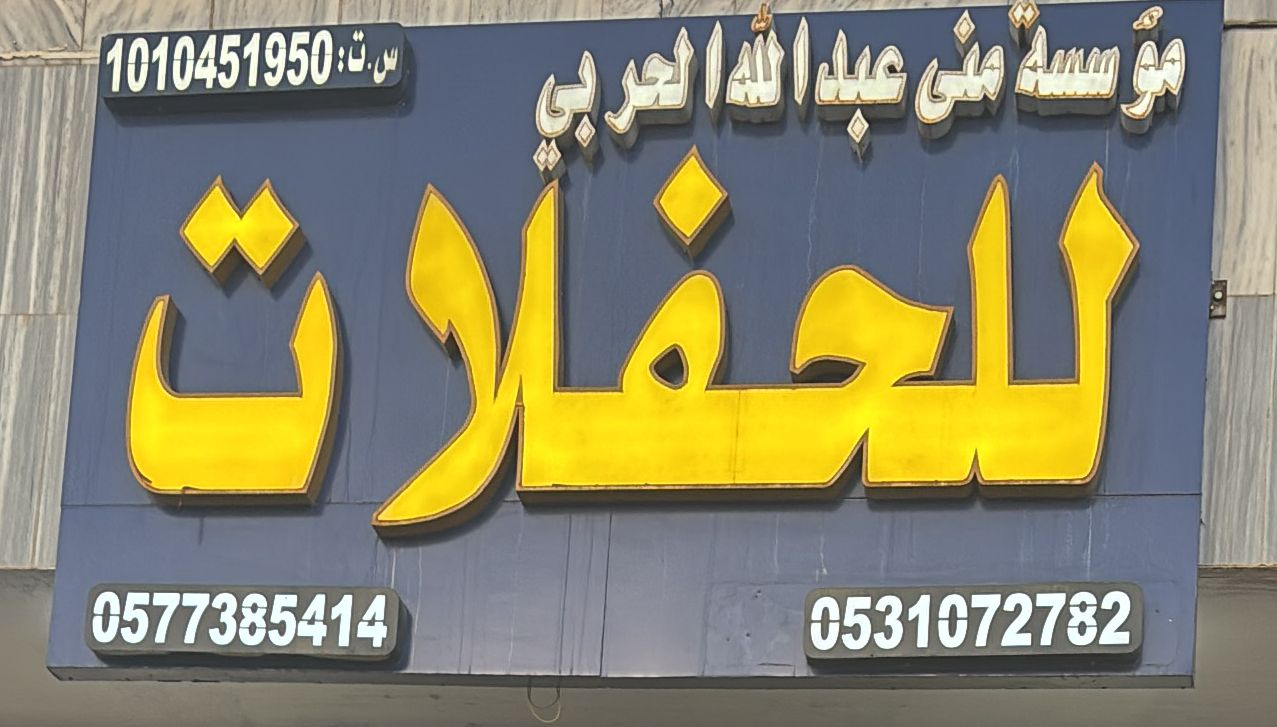 مؤسسة منى عبدالله الحربي
س.ت: 1010451950
للحفلات
0531072782
0577385414